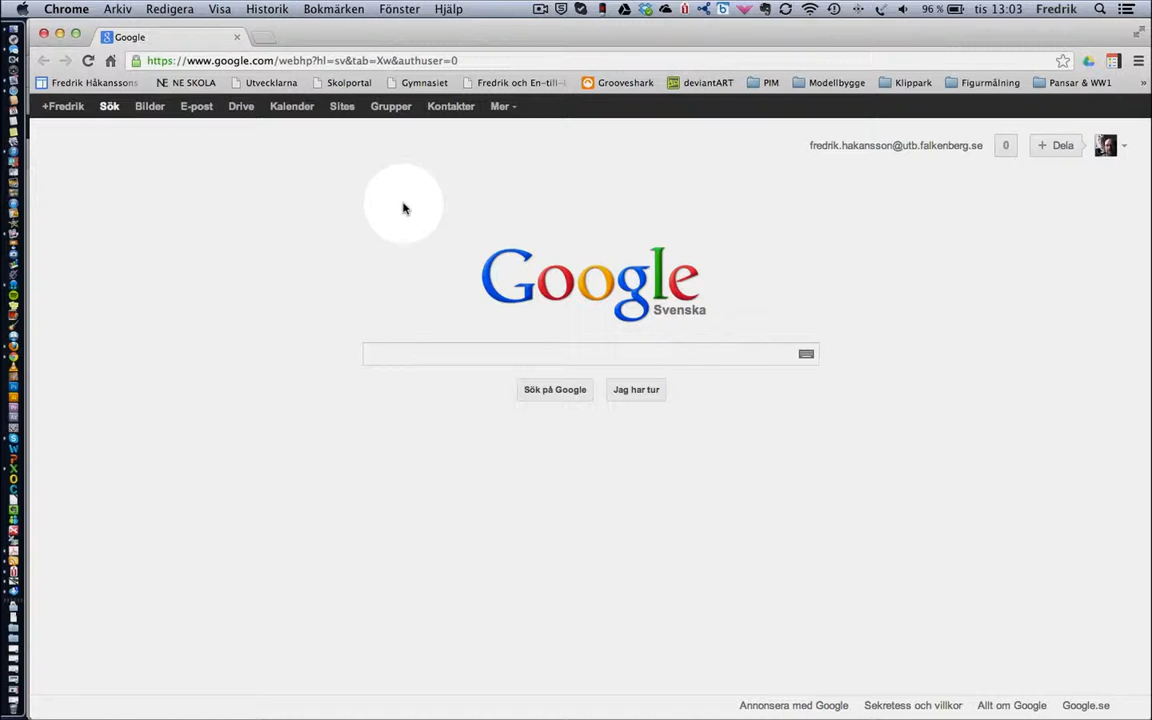 Chrome Arkiv Redigera Visa Historik Bokmärken Fönster Hjälp 96 % tis 13:03 Fredrik
Google
https://www.google.com/webhp?hl=sv&tab=Xw&authuser=0
Fredrik Håkanssons NE NE SKOLA Utvecklarna Skolportal Gymnasiet Fredrik och En-till- Grooveshark deviantART PIM Modellbygge Klippark Figurmålning Pansar & WW1 »
+Fredrik Sök Bilder E-post Drive Kalender Sites Grupper Kontakter Mer
fredrik.hakansson@utb.falkenberg.se 0 + Dela
Google
Svenska
Sök på Google Jag har tur
Annonsera med Google Sekretess och villkor Allt om Google Google.se